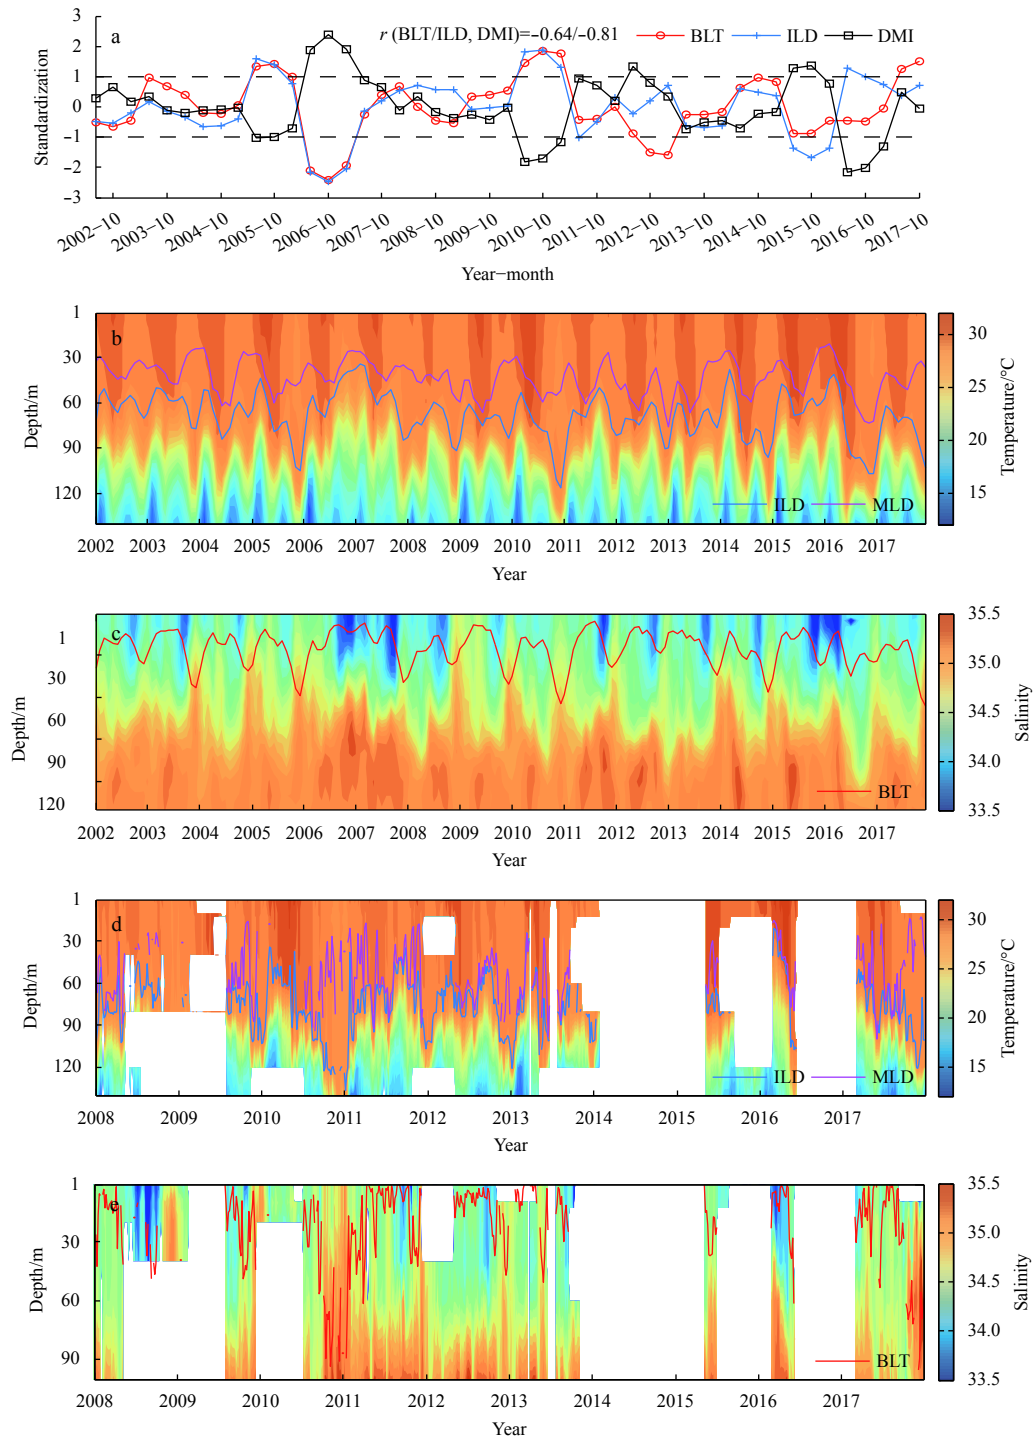 a
r (BLT/ILD, DMI)=−0.64/−0.81 BLT ILD DMI
Standardization
3
2
1
0
−1
−2
−3
2002−10 2003−10 2004−10 2005−10 2006−10 2007−10 2008−10 2009−10 2010−10 2011−10 2012−10 2013−10 2014−10 2015−10 2016−10 2017−10
Year−month
b
Depth/m
1
30
60
90
120
ILD MLD
2002 2003 2004 2005 2006 2007 2008 2009 2010 2011 2012 2013 2014 2015 2016 2017
Year
30
25
20
15
Temperature/°C
c
Depth/m
1
30
60
90
120
BLT
2002 2003 2004 2005 2006 2007 2008 2009 2010 2011 2012 2013 2014 2015 2016 2017
Year
35.5
35.0
34.5
34.0
33.5
Salinity
d
Depth/m
1
30
60
90
120
ILD MLD
2008 2009 2010 2011 2012 2013 2014 2015 2016 2017
Year
30
25
20
15
Temperature/°C
e
Depth/m
1
30
60
90
BLT
2008 2009 2010 2011 2012 2013 2014 2015 2016 2017
Year
35.5
35.0
34.5
34.0
33.5
Salinity